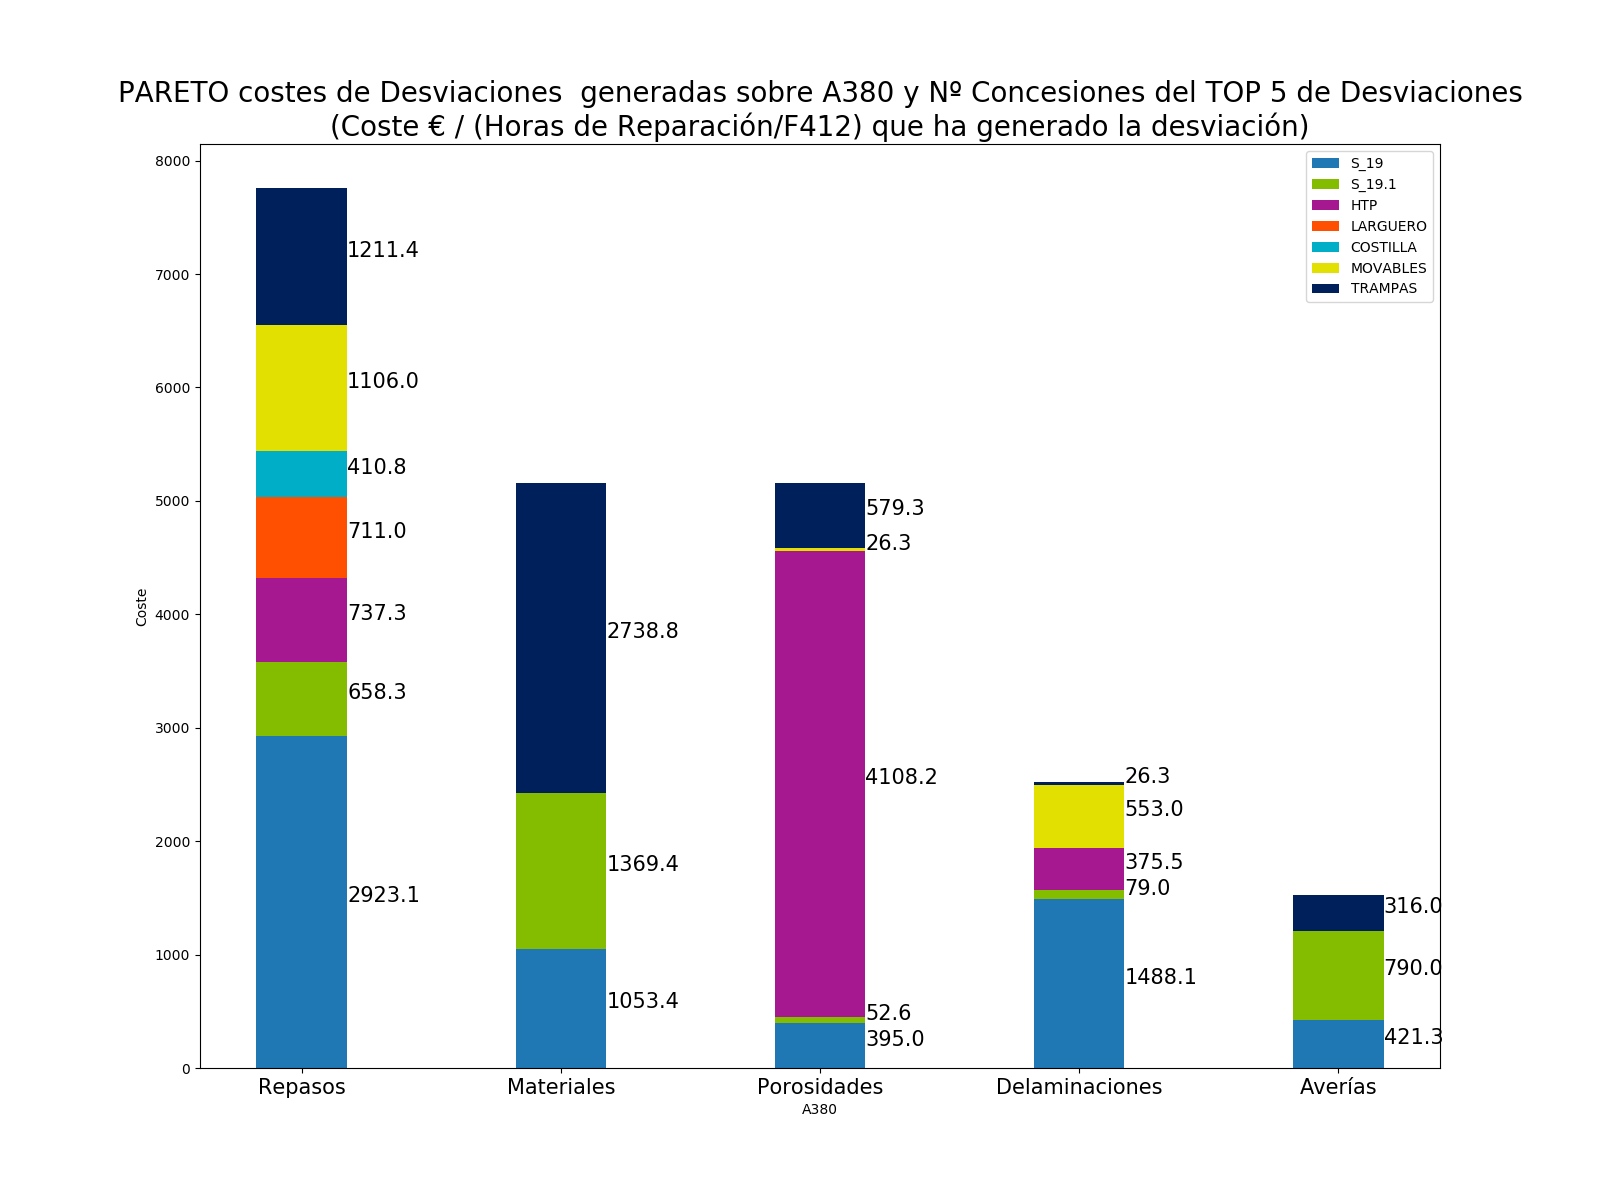 PARETO costes de Desviaciones  generadas sobre A380 y Nº Concesiones del TOP 5 de Desviaciones
(Coste € / (Horas de Reparación/F412) que ha generado la desviación)
S_19
S_19.1
HTP
LARGUERO
COSTILLA
MOVABLES
TRAMPAS
Coste
8000
7000
6000
5000
4000
3000
2000
1000
0
1211.4
1106.0
410.8
711.0
737.3
658.3
2923.1
2738.8
1369.4
1053.4
579.3
26.3
4108.2
52.6
395.0
26.3
553.0
375.5
79.0
1488.1
316.0
790.0
421.3
Repasos
Materiales
Porosidades
Delaminaciones
Averías
A380